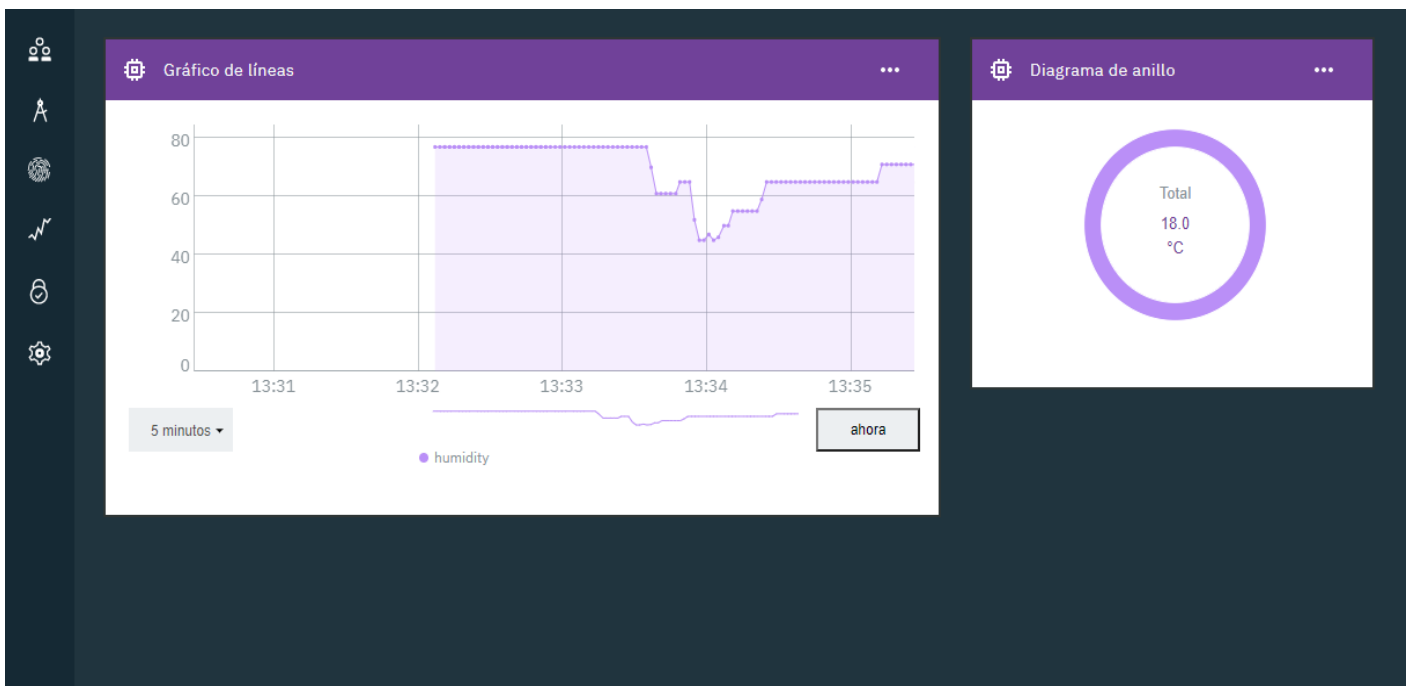 Gráfico de líneas
80
60
40
20
0
13:31 13:32 13:33 13:34 13:35
5 minutos
ahora
humidity
Diagrama de anillo
Total
18.0
°C